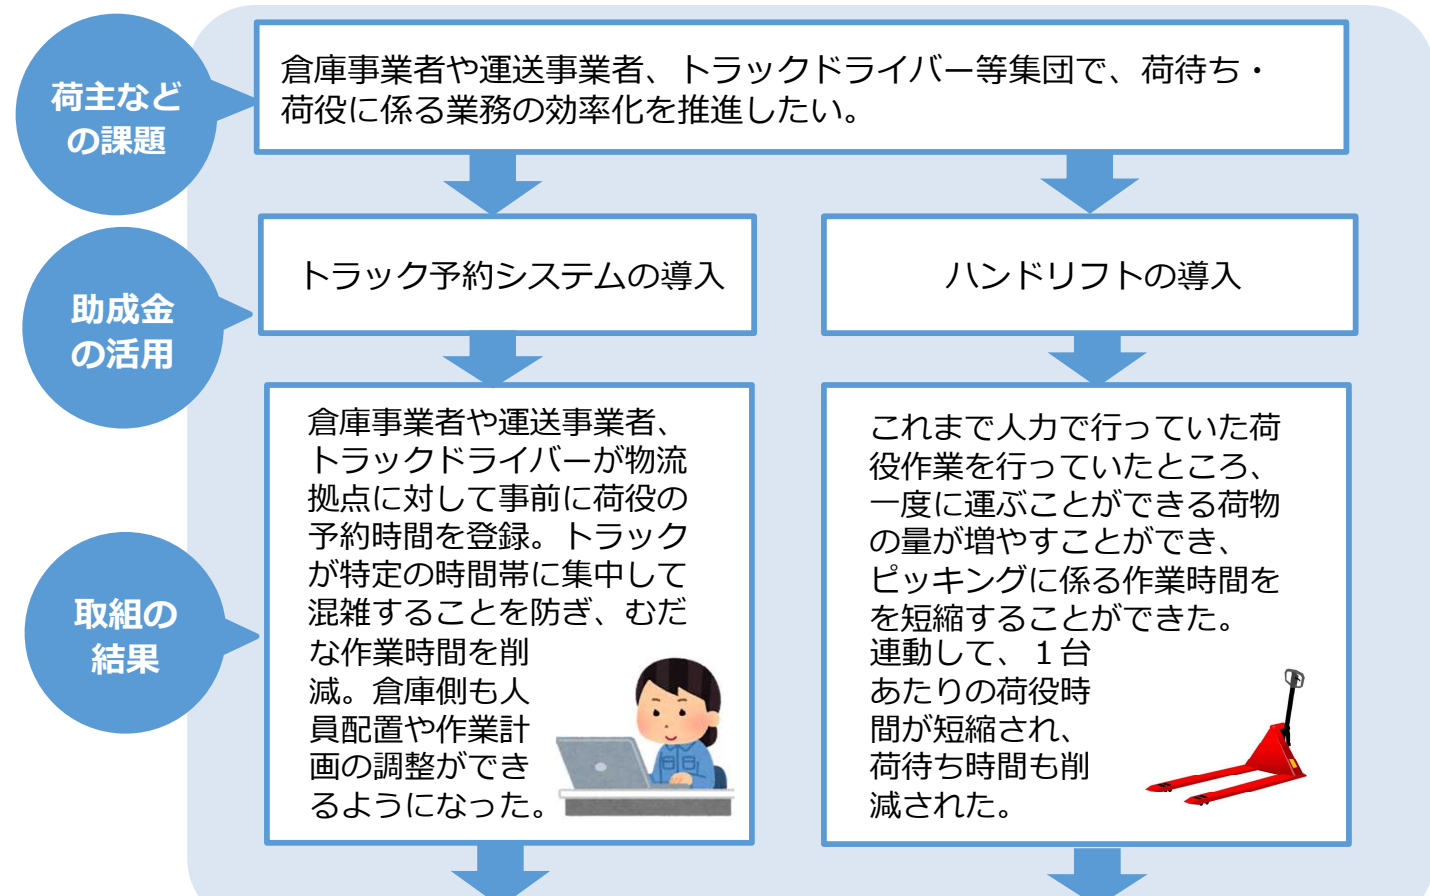 荷主など
の課題
倉庫事業者や運送事業者、トラックドライバー等集団で、荷待ち・
荷役に係る業務の効率化を推進したい。
助成金
の活用
トラック予約システムの導入
ハンドリフトの導入
取組の
結果
倉庫事業者や運送事業者、
トラックドライバーが物流
拠点に対して事前に荷役の
予約時間を登録。トラック
が特定の時間帯に集中して
混雑することを防ぎ、むだ
な作業時間を削
減。倉庫側も人
員配置や作業計
画の調整ができ
るようになった。
これまで人力で行っていた荷
役作業を行っていたところ、
一度に運ぶことができる荷物
の量が増やすことができ、
ピッキングに係る作業時間を
を短縮することができた。
連動して、１台
あたりの荷役時
間が短縮され、
荷待ち時間も削
減された。